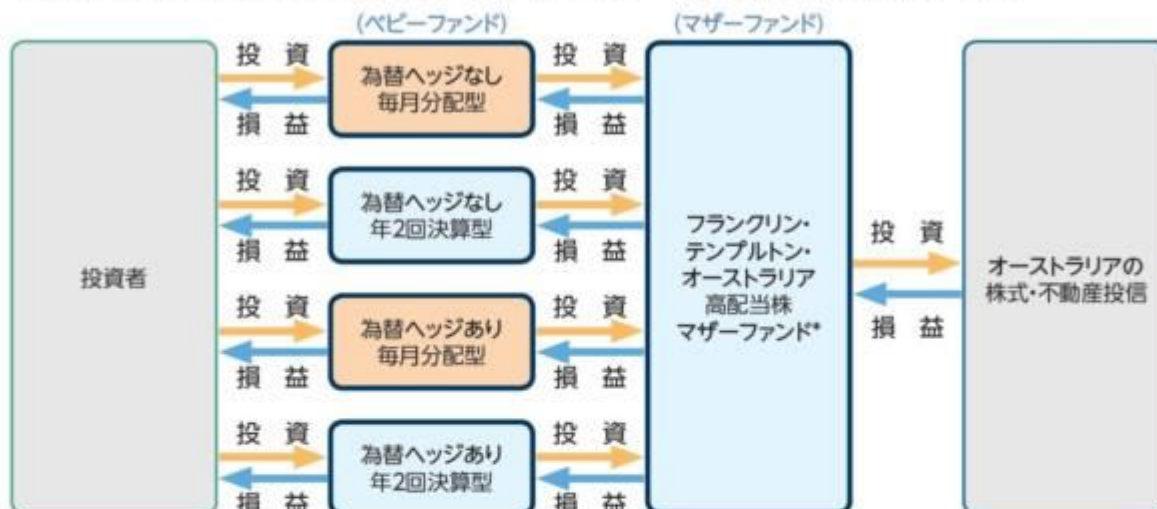 (ベビーファンド)
(マザーファンド)
投資者
投 資
損 益
為替ヘッジなし
毎月分配型
投 資
損 益
投 資
損 益
為替ヘッジなし
年2回決算型
投 資
損 益
投 資
損 益
為替ヘッジあり
毎月分配型
投 資
損 益
投 資
損 益
為替ヘッジあり
年2回決算型
投 資
損 益
フランクリン・
テンプルトン・
オーストラリア
高配当株
マザーファンド*
投 資
損 益
オーストラリアの
株式・不動産投信